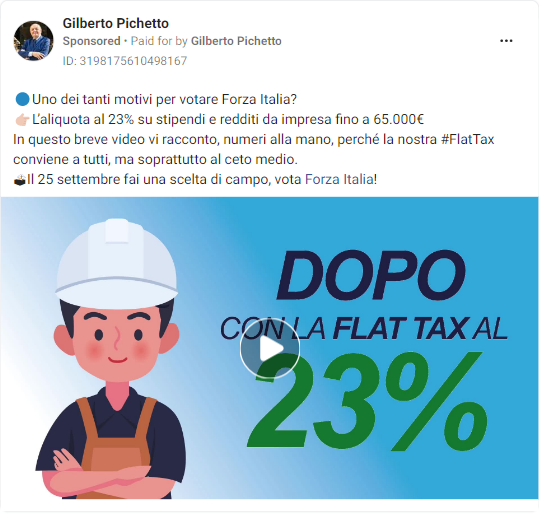 Gilberto Pichetto
Sponsored • Paid for by Gilberto Pichetto
ID: 3198175610498167
🔵Uno dei tanti motivi per votare Forza Italia?
👉🏻L'aliquota al 23% su stipendi e redditi da impresa fino a 65.000€
In questo breve video vi racconto, numeri alla mano, perché la nostra #FlatTax
conviene a tutti, ma soprattutto al ceto medio.
🗳Il 25 settembre fai una scelta di campo, vota Forza Italia!
DOPO
CON LA FLAT TAX AL
23%